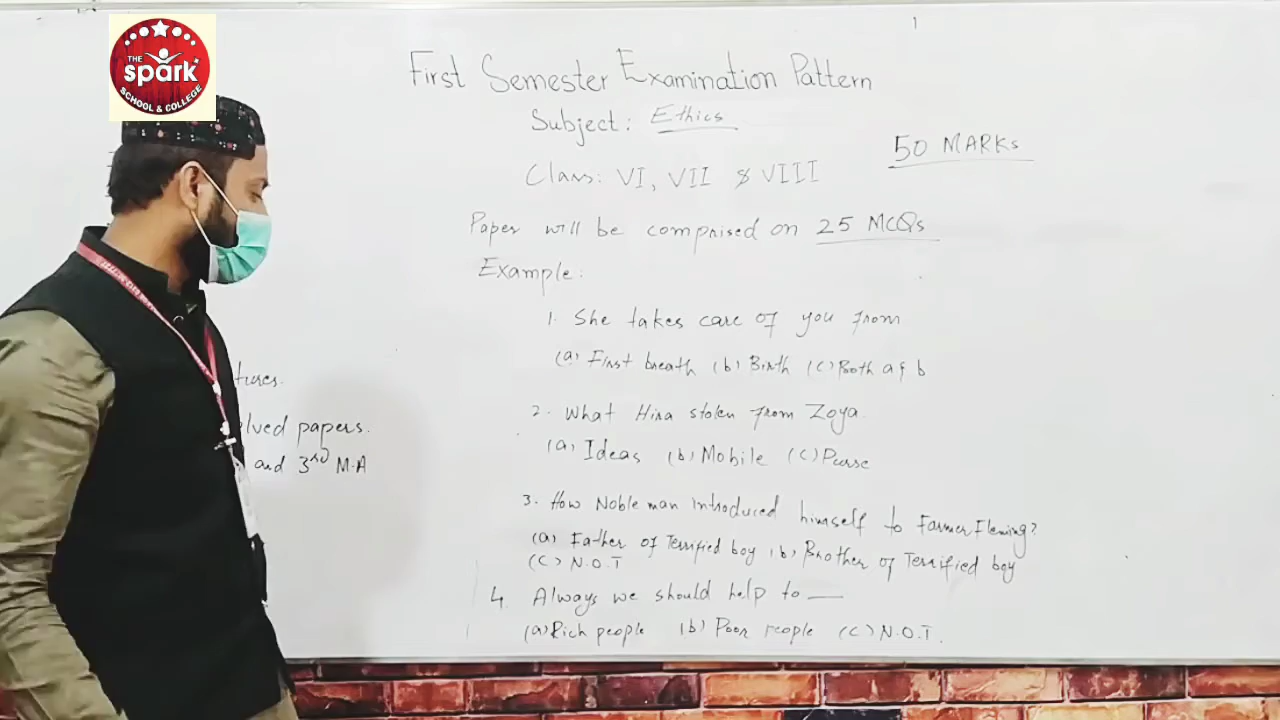 THE
spark
SCHOOL & COLLEGE
1
First Semester Examination Pattern
Subject: Ethics
50 MARKs
Class: VI, VII & VIII
Paper will be comprised on 25 MCQs
Example:
1. She takes care of you from
(a) First breath (b) Birth (c) Both a & b
2. What Hira stolen from Zoya.
(a) Ideas (b) Mobile (c) Purse
3. How Noble man introduced himself to Farmer Fleming?
(a) Father of Terrified boy (b) Brother of Terrified boy
(c) N.O.T
4. Always we should help to ___
(a) Rich people (b) Poor People (c) N.O.T.
tures.
lved papers.
and 3rd M.A